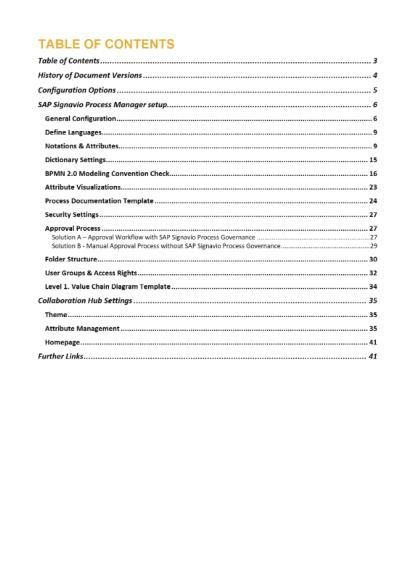 TABLE OF CONTENTS
Table of Contents 3
History of Document Versions 4
Configuration Options 5
SAP Signavio Process Manager setup 6
General Configuration 6
Define Languages 9
Notations & Attributes 9
Dictionary Settings 15
BPMN 2.0 Modeling Convention Check 16
Attribute Visualizations 23
Process Documentation Template 24
Security Settings 27
Approval Process 27
Solution A – Approval Workflow with SAP Signavio Process Governance 27
Solution B - Manual Approval Process without SAP Signavio Process Governance 29
Folder Structure 30
User Groups & Access Rights 32
Level 1. Value Chain Diagram Template 34
Collaboration Hub Settings 35
Theme 35
Attribute Management 35
Homepage 41
Further Links 41